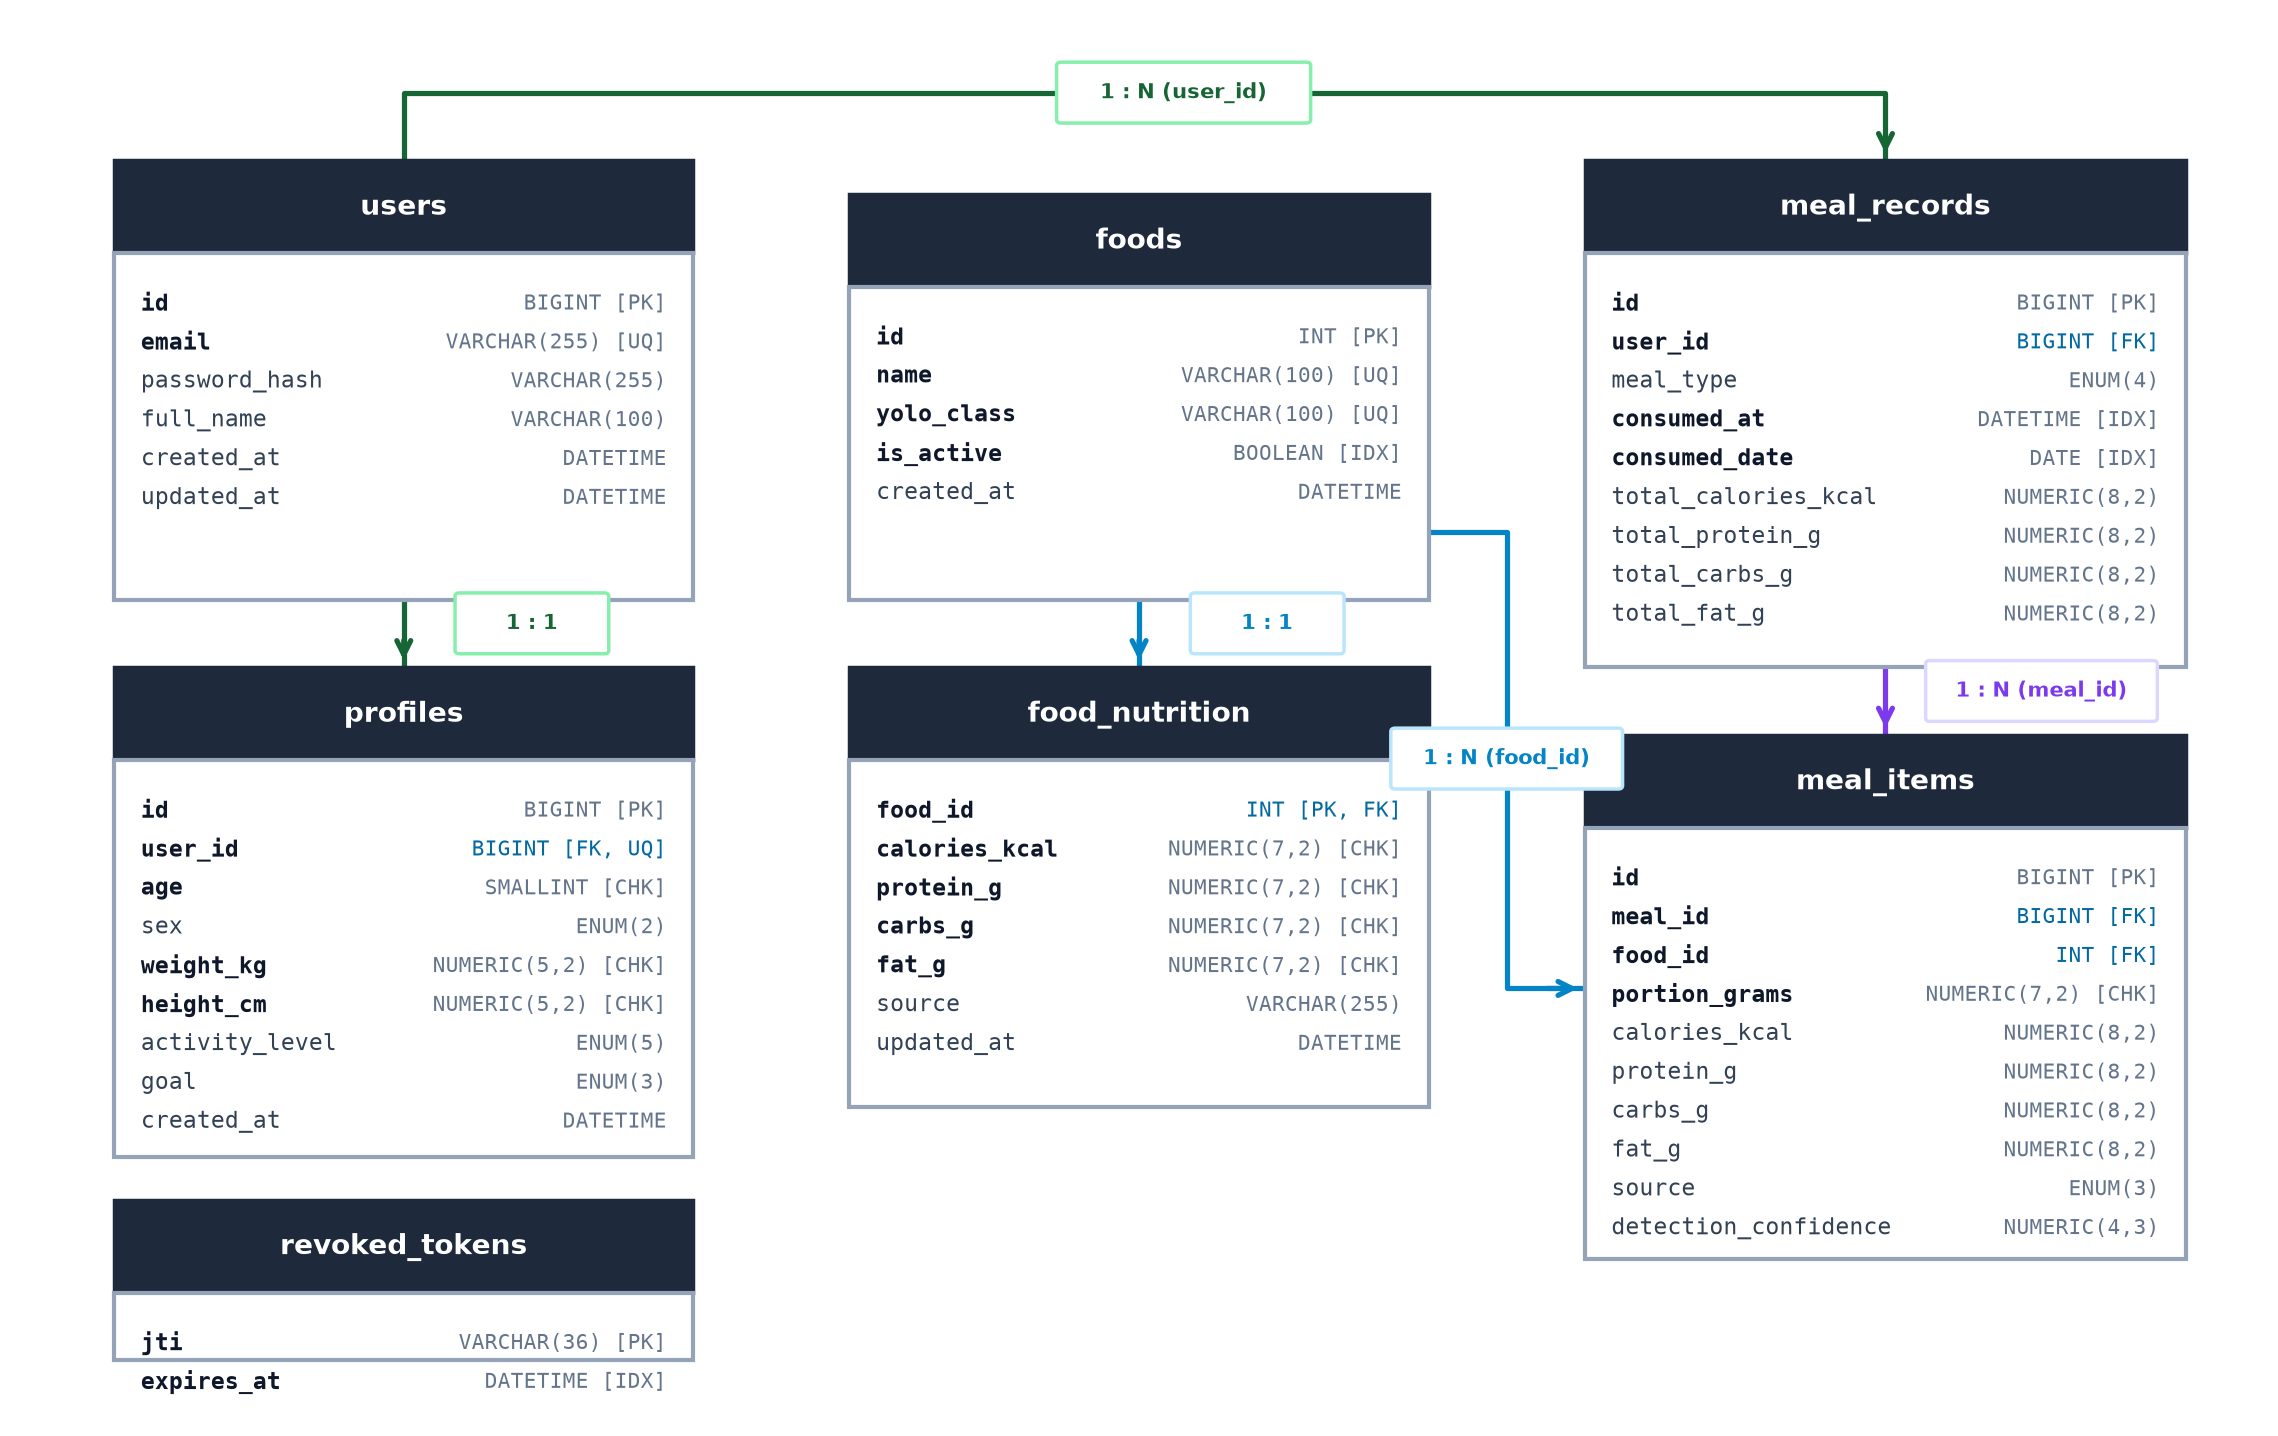 1 : N (user_id)
users
id BIGINT [PK]
email VARCHAR(255) [UQ]
password_hash VARCHAR(255)
full_name VARCHAR(100)
created_at DATETIME
updated_at DATETIME
1 : 1
profiles
id BIGINT [PK]
user_id BIGINT [FK, UQ]
age SMALLINT [CHK]
sex ENUM(2)
weight_kg NUMERIC(5,2) [CHK]
height_cm NUMERIC(5,2) [CHK]
activity_level ENUM(5)
goal ENUM(3)
created_at DATETIME
revoked_tokens
jti VARCHAR(36) [PK]
expires_at DATETIME [IDX]
foods
id INT [PK]
name VARCHAR(100) [UQ]
yolo_class VARCHAR(100) [UQ]
is_active BOOLEAN [IDX]
created_at DATETIME
1 : 1
food_nutrition
food_id INT [PK, FK]
calories_kcal NUMERIC(7,2) [CHK]
protein_g NUMERIC(7,2) [CHK]
carbs_g NUMERIC(7,2) [CHK]
fat_g NUMERIC(7,2) [CHK]
source VARCHAR(255)
updated_at DATETIME
1 : N (food_id)
meal_records
id BIGINT [PK]
user_id BIGINT [FK]
meal_type ENUM(4)
consumed_at DATETIME [IDX]
consumed_date DATE [IDX]
total_calories_kcal NUMERIC(8,2)
total_protein_g NUMERIC(8,2)
total_carbs_g NUMERIC(8,2)
total_fat_g NUMERIC(8,2)
1 : N (meal_id)
meal_items
id BIGINT [PK]
meal_id BIGINT [FK]
food_id INT [FK]
portion_grams NUMERIC(7,2) [CHK]
calories_kcal NUMERIC(8,2)
protein_g NUMERIC(8,2)
carbs_g NUMERIC(8,2)
fat_g NUMERIC(8,2)
source ENUM(3)
detection_confidence NUMERIC(4,3)